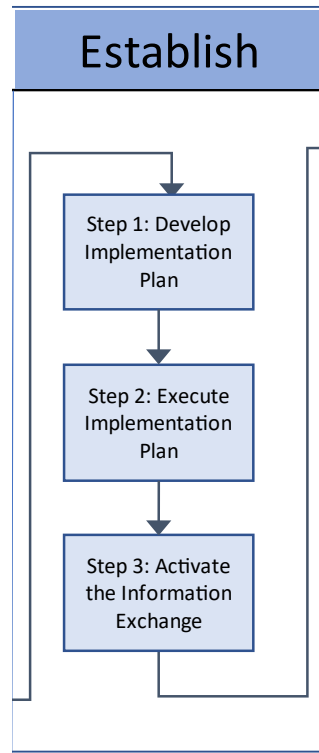 Establish
Step 1: Develop
Implementation
Plan
Step 2: Execute
Implementation
Plan
Step 3: Activate
the Information
Exchange